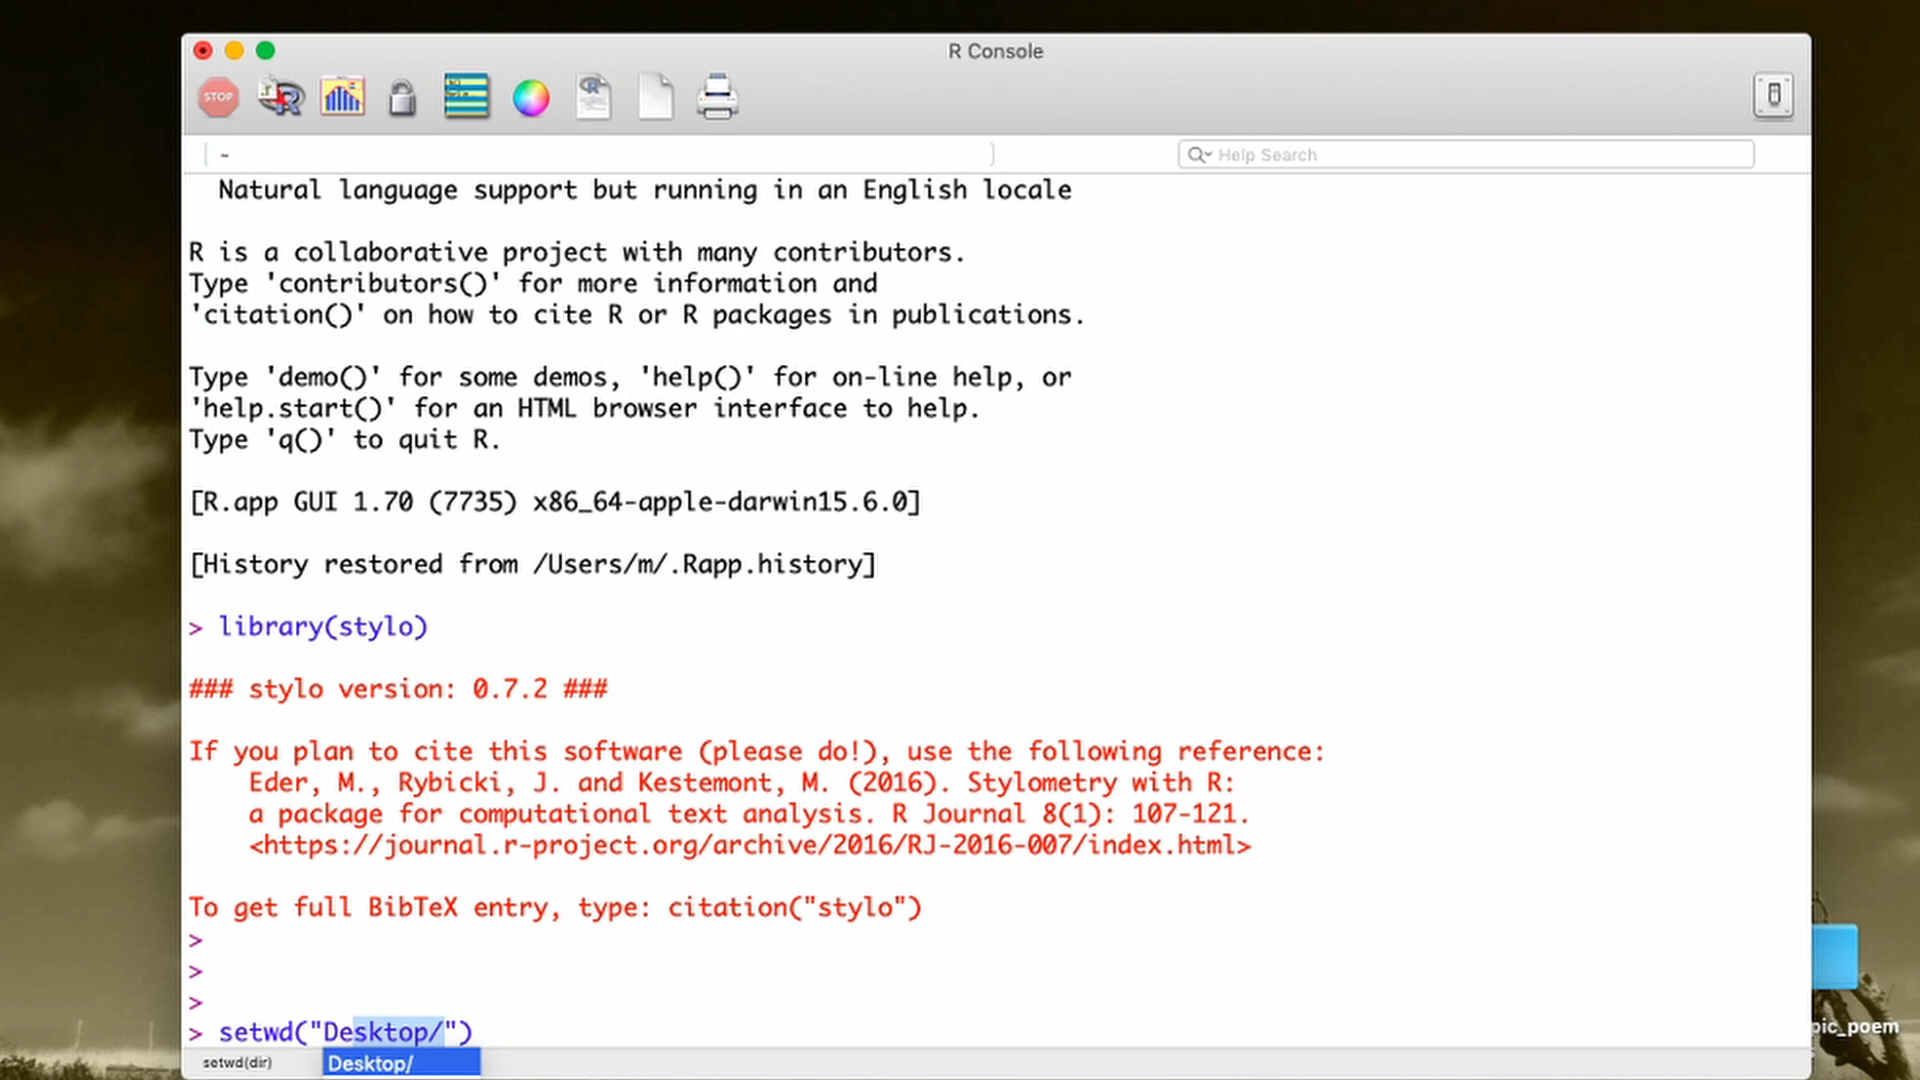 R Console
STOP
~
Help Search
Natural language support but running in an English locale
R is a collaborative project with many contributors.
Type 'contributors()' for more information and
'citation()' on how to cite R or R packages in publications.
Type 'demo()' for some demos, 'help()' for on-line help, or
'help.start()' for an HTML browser interface to help.
Type 'q()' to quit R.
[R.app GUI 1.70 (7735) x86_64-apple-darwin15.6.0]
[History restored from /Users/m/.Rapp.history]
> library(stylo)
### stylo version: 0.7.2 ###
If you plan to cite this software (please do!), use the following reference:
Eder, M., Rybicki, J. and Kestemont, M. (2016). Stylometry with R:
a package for computational text analysis. R Journal 8(1): 107-121.
<https://journal.r-project.org/archive/2016/RJ-2016-007/index.html>
To get full BibTeX entry, type: citation("stylo")
>
>
>
> setwd("Desktop/")
pic_poem
setwd(dir)
Desktop/